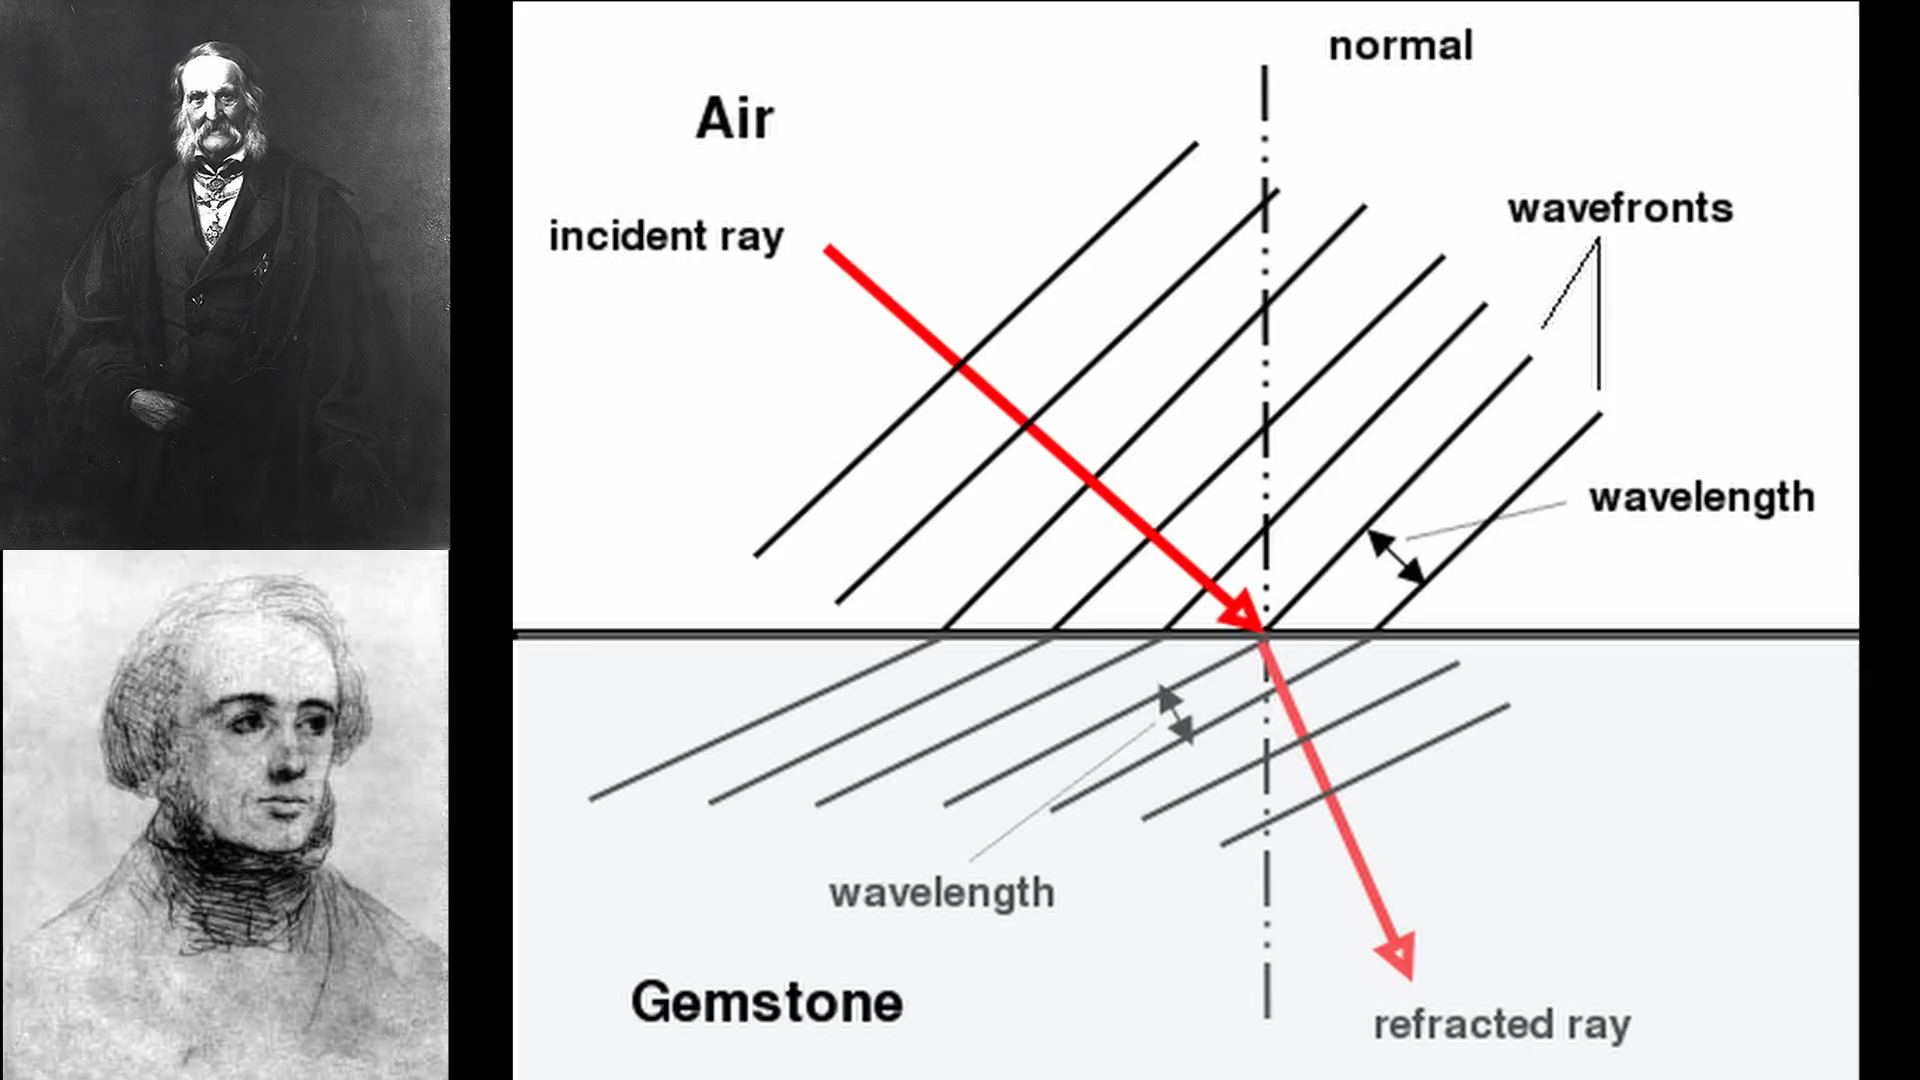 normal
Air
wavefronts
incident ray
wavelength
wavelength
Gemstone
refracted ray